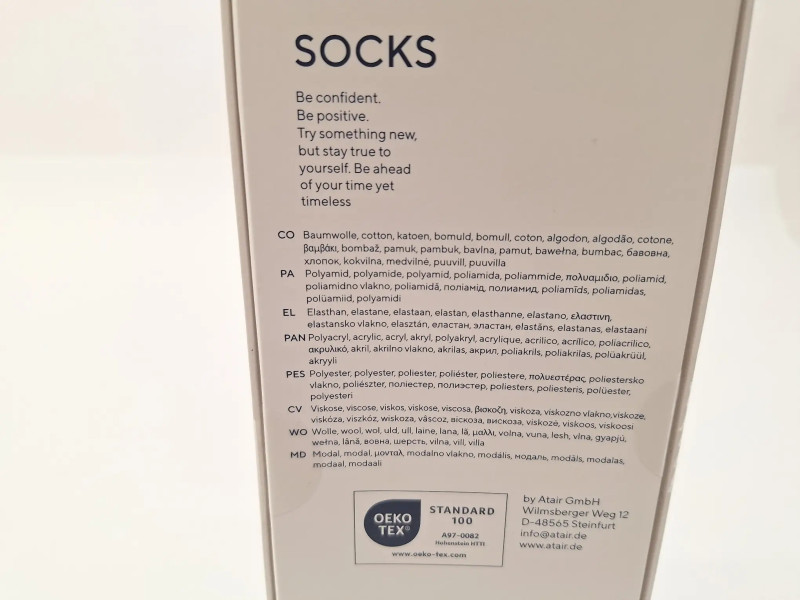 SOCKS
Be confident.
Be positive.
Try something new,
but stay true to
yourself. Be ahead
of your time yet
timeless
CO Baumwolle, cotton, katoen, bomuld, bomull, coton, algodon, algodão, cotone,
βαμβάκι, bombaž, pamuk, pambuk, bavlna, pamut, bawełna, bumbac, бавовна,
хлопок, kokvilna, medvilné, puuvill, puuvilla
PA Polyamid, polyamide, polyamid, poliamida, poliammide, πολυαμιδιο, poliamid,
poliamidno vlakno, poliamidă, поліамід, полиамид, poliamīds, poliamidas,
polüamiid, polyamidi
EL Elasthan, elastane, elastaan, elastan, elasthanne, elastano, ελαστινη,
elastansko vlakno, elasztán, еластан, эластан, elastāns, elastanas, elastaani
PAN Polyacryl, acrylic, acryl, akryl, polyakryl, acrylique, acrilico, acrílico, poliacrilico,
ακρυλικό, akril, akrilno vlakno, akrilas, акрил, poliakrils, poliakrilas, polüakrüül,
akryyli
PES Polyester, polyester, poliester, poliéster, poliestere, πολυεστέρας, poliestersko
vlakno, poliészter, поліестер, полиэстер, poliesters, poliesteris, polüester,
polyesteri
CV Viskose, viscose, viskos, viskose, viscosa, βισκοζη, viskoza, viskozno vlakno, viskoze,
viskóza, viszkóz, wiskoza, vâscoz, віскоза, вискоза, viskozé, viskoos, viskoosi
WO Wolle, wool, wol, uld, ull, laine, lana, lã, μαλλι, volna, vuna, lesh, vlna, gyapjú,
wełna, lână, вовна, шерсть, vilna, vill, villa
MD Modal, modal, μονταλ, modalno vlakno, modális, модаль, modāls, modalas,
modaal, modaali
OEKO
TEX®
STANDARD
100
A97-0082
Hohenstein HTTI
www.oeko-tex.com
by Atair GmbH
Wilmsberger Weg 12
D-48565 Steinfurt
info@atair.de
www.atair.de